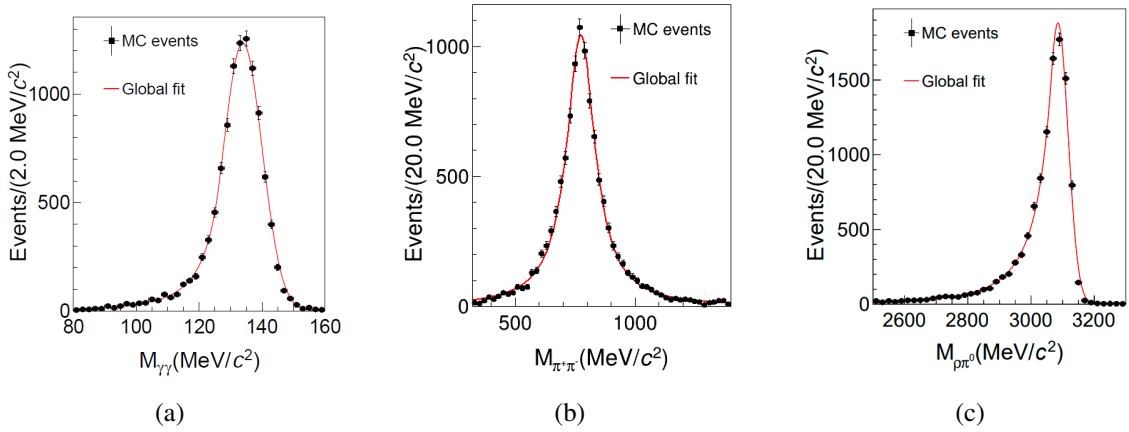 Events/(2.0 MeV/c²)
MC events
Global fit
1000
500
0
80
100
120
140
160
M_γγ(MeV/c²)
(a)
Events/(20.0 MeV/c²)
MC events
Global fit
1000
500
0
500
1000
M_π⁺π⁻(MeV/c²)
(b)
Events/(20.0 MeV/c²)
MC events
Global fit
1500
1000
500
0
2600
2800
3000
3200
M_ρπ⁰(MeV/c²)
(c)